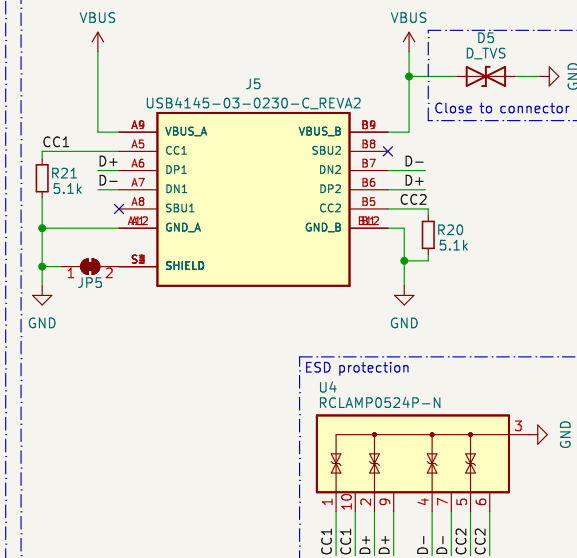 VBUS
VBUS
D5
D_TVS
GND
Close to connector
J5
USB4145-03-0230-C_REVA2
A9 VBUS_A VBUS_B B9
CC1 A5 CC1 SBU2 B8
D+ A6 DP1 DN2 B7 D-
D- A7 DN1 DP2 B6 D+
A8 SBU1 CC2 B5 CC2
GND_A GND_B
SHIELD
R21
5.1k
R20
5.1k
1 2
JP5
GND
GND
ESD protection
U4
RCLAMP0524P-N
3 GND
1 10 2 9 4 7 5 6
CC1 CC1 D+ D+ D- D- CC2 CC2